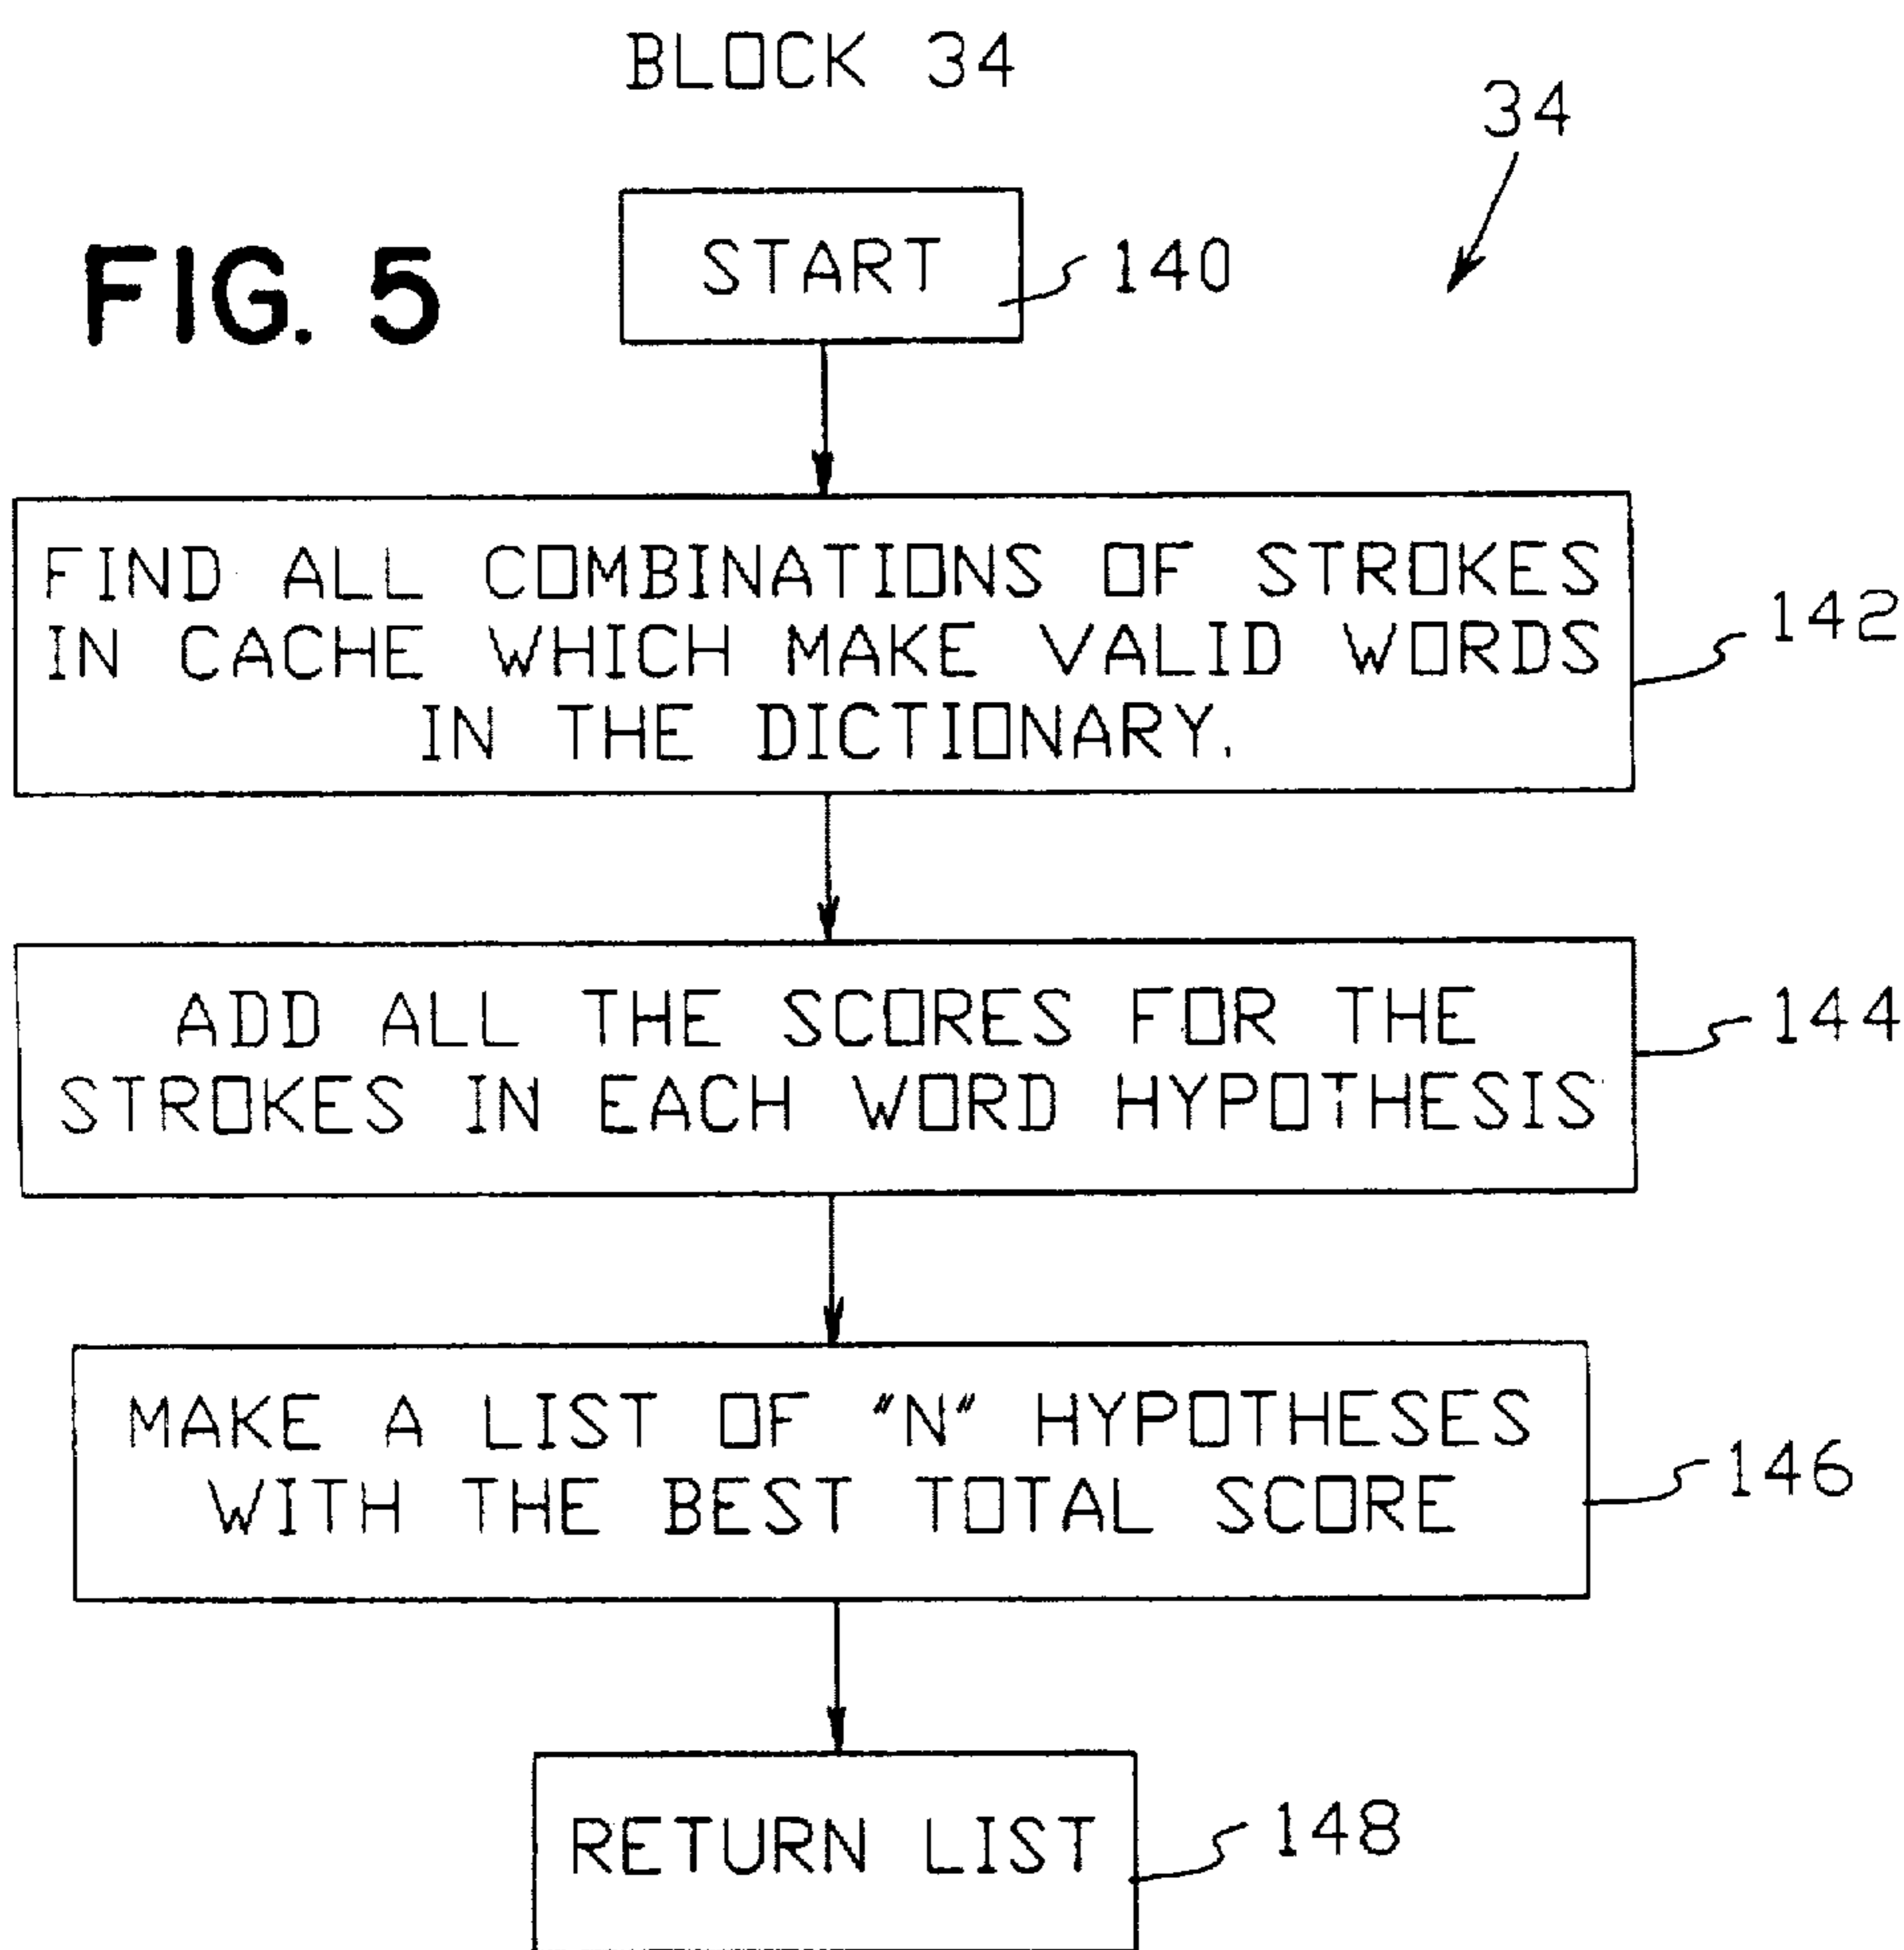 BLOCK 34
34
FIG. 5
START
140
FIND ALL COMBINATIONS OF STROKES
IN CACHE WHICH MAKE VALID WORDS
IN THE DICTIONARY.
142
ADD ALL THE SCORES FOR THE
STROKES IN EACH WORD HYPOTHESIS
144
MAKE A LIST OF "N" HYPOTHESES
WITH THE BEST TOTAL SCORE
146
RETURN LIST
148